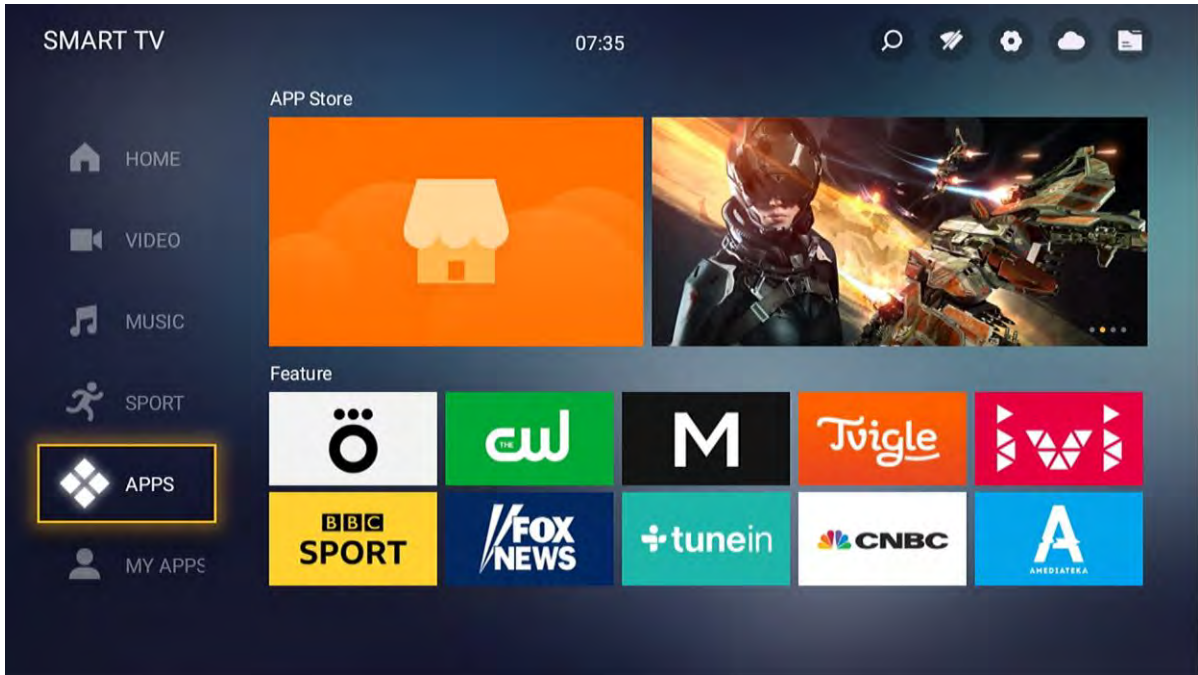 SMART TV
07:35
APP Store
HOME
VIDEO
MUSIC
SPORT
APPS
MY APPS
Feature
ö
THE CW
M
Tvigle
ivi
BBC
SPORT
FOX
NEWS
tunein
CNBC
A
AMEDIATEKA